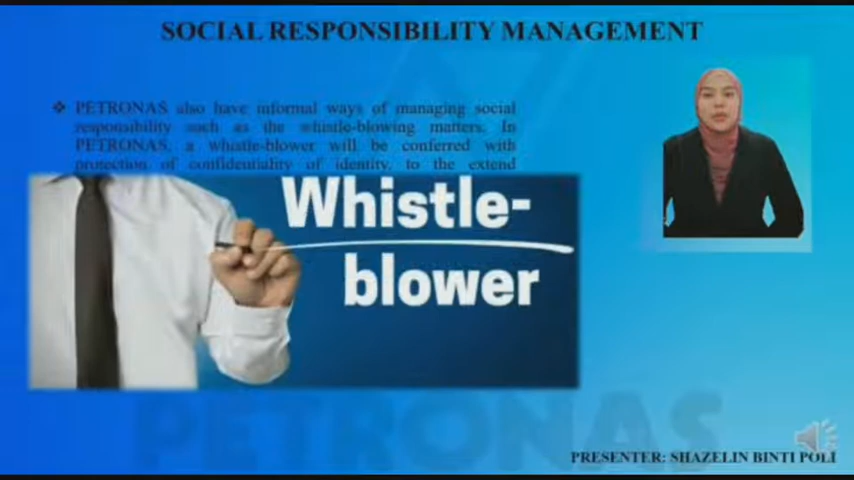 SOCIAL RESPONSIBILITY MANAGEMENT
❖ PETRONAS also have informal ways of managing social
responsibility such as the whistle-blowing matters. In
PETRONAS, a whistle-blower will be conferred with
protection of confidentiality of identity, to the extend
Whistle-
blower
PETRONAS
PRESENTER: SHAZELIN BINTI POLI